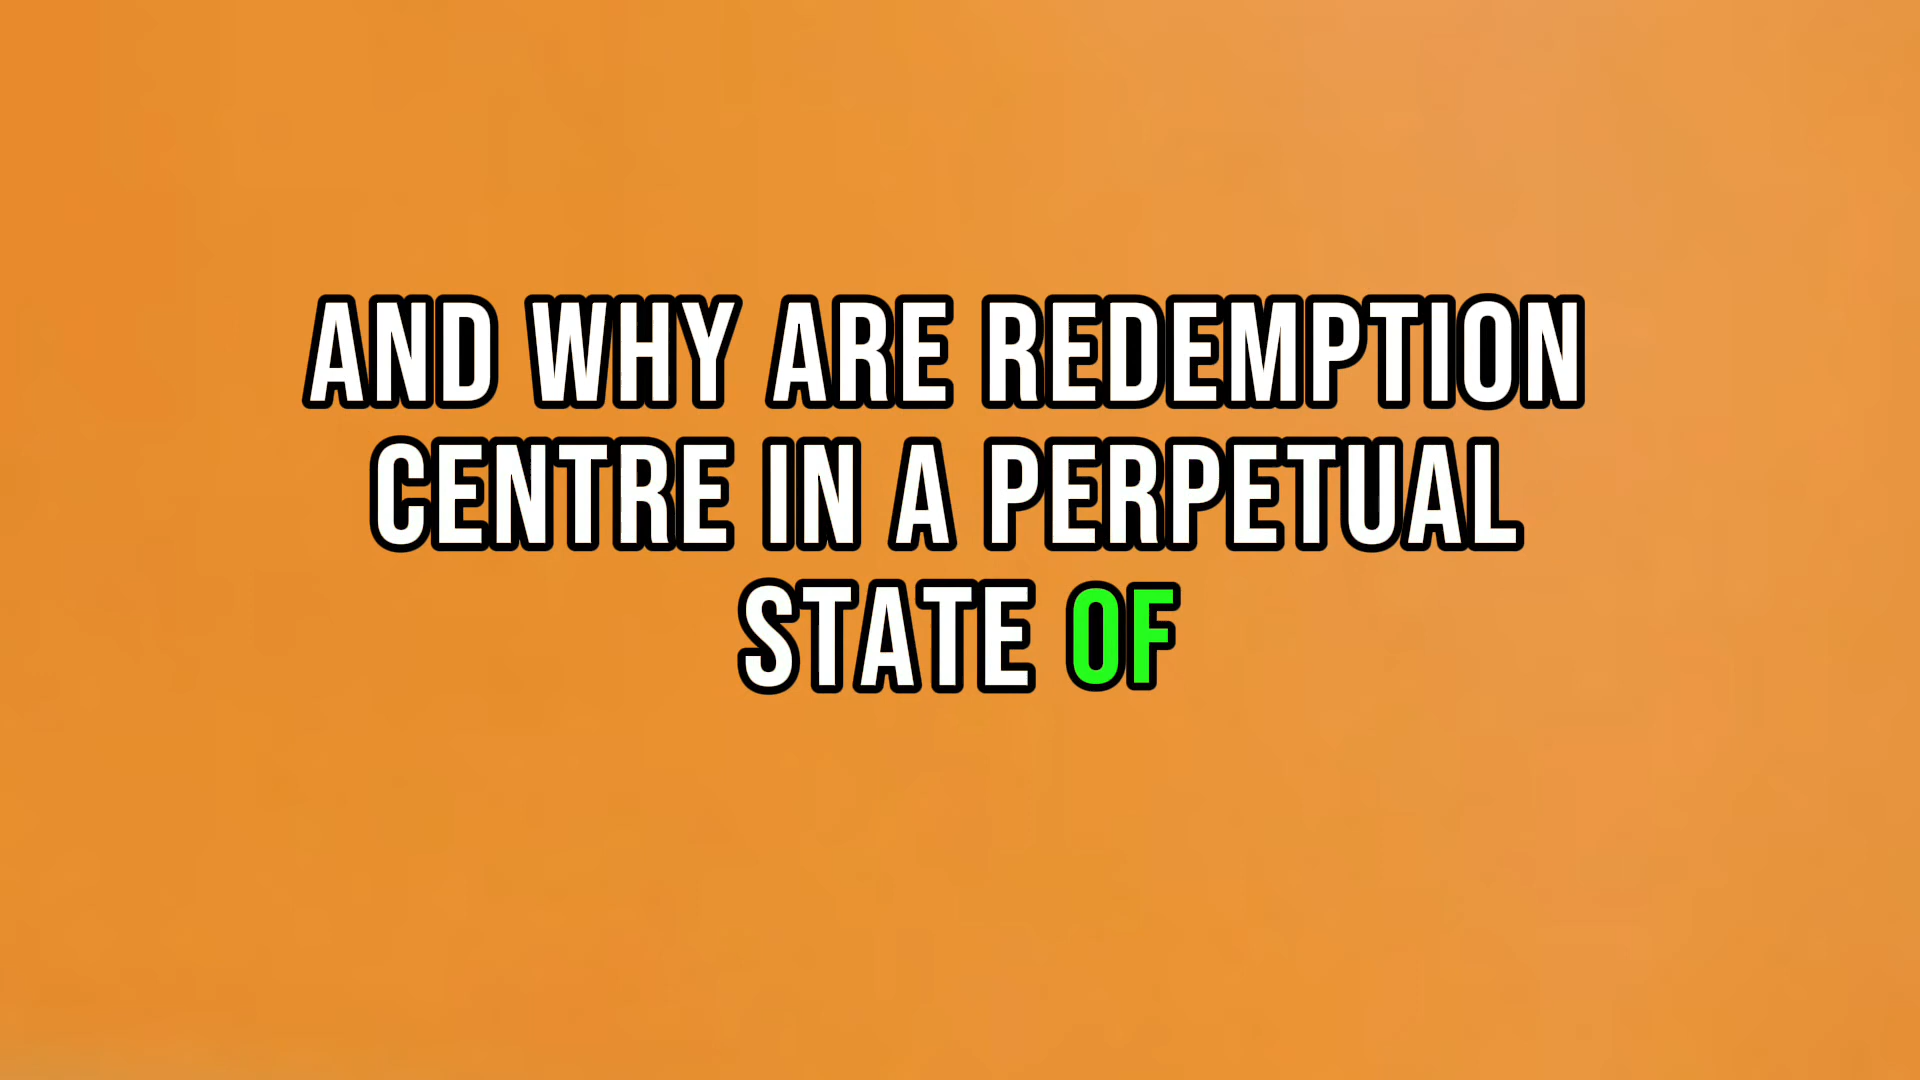 AND WHY ARE REDEMPTION
CENTRE IN A PERPETUAL
STATE OF